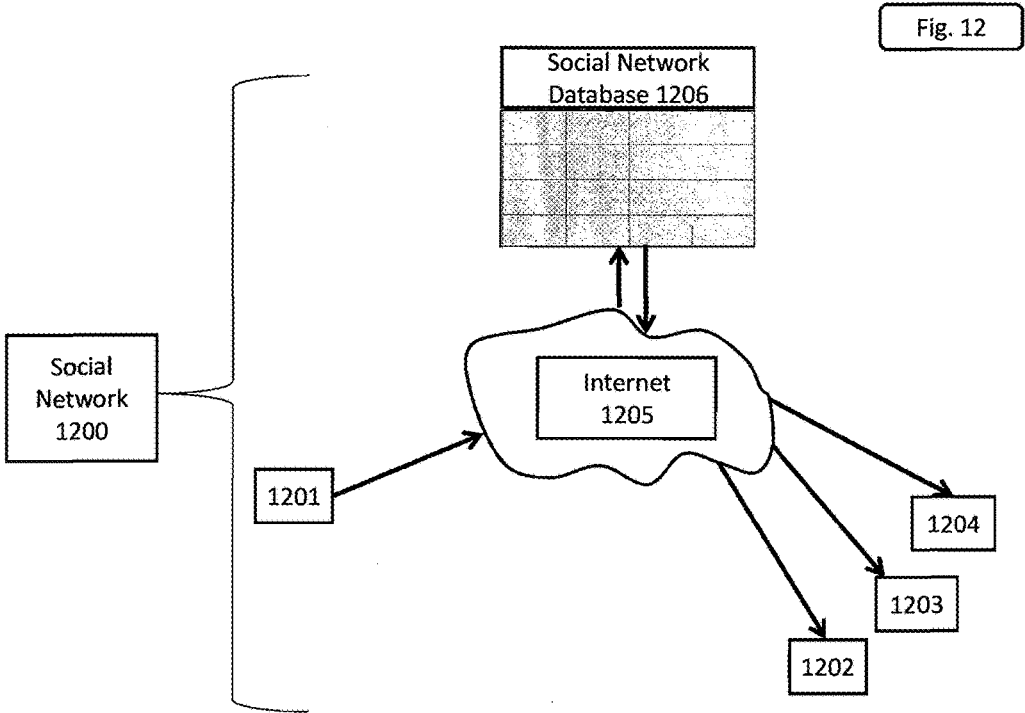 Fig. 12
Social Network
Database 1206
Social
Network
1200
Internet
1205
1201
1204
1203
1202